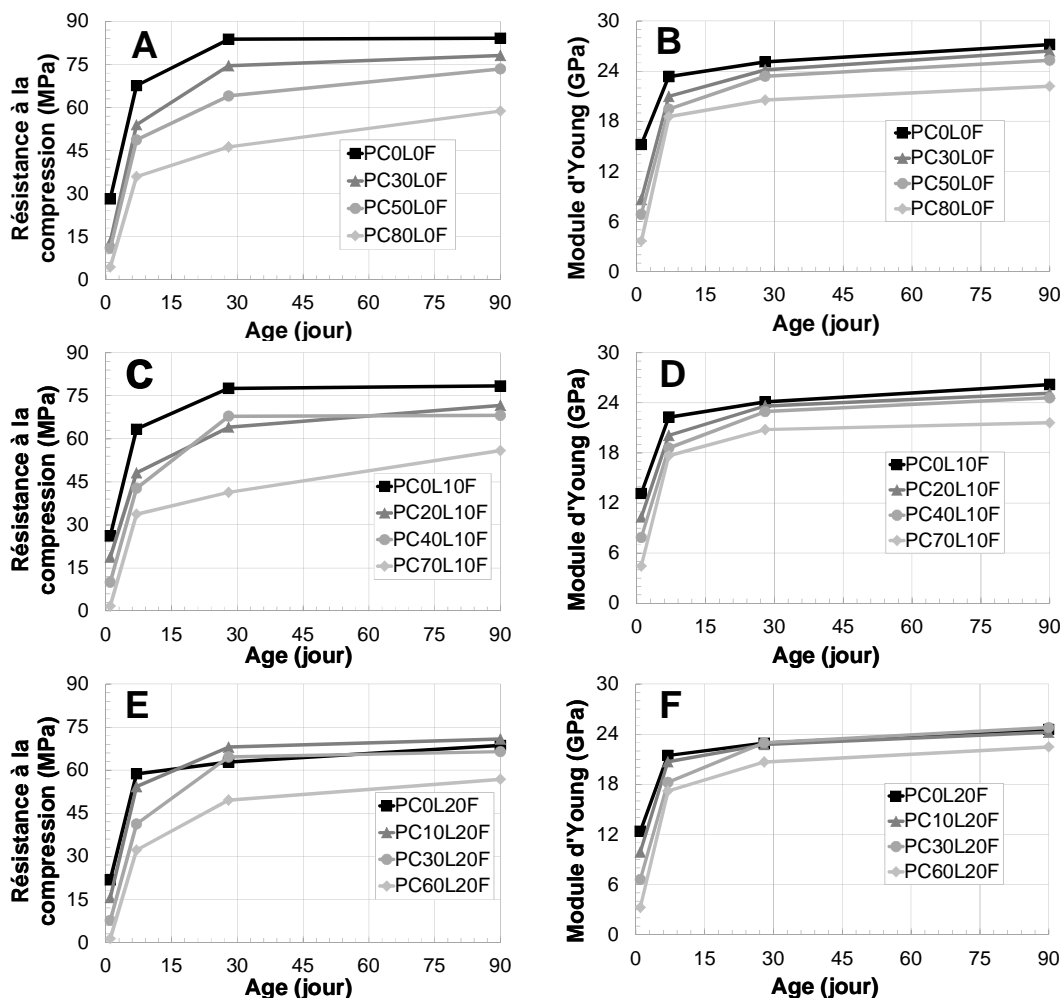 A
Résistance à la
compression (MPa)
90
75
60
45
30
15
0
PC0L0F
PC30L0F
PC50L0F
PC80L0F
0 15 30 45 60 75 90
Age (jour)
B
Module d'Young (GPa)
30
24
18
12
6
0
PC0L0F
PC30L0F
PC50L0F
PC80L0F
0 15 30 45 60 75 90
Age (jour)
C
Résistance à la
compression (MPa)
90
75
60
45
30
15
0
PC0L10F
PC20L10F
PC40L10F
PC70L10F
0 15 30 45 60 75 90
Age (jour)
D
Module d'Young (GPa)
30
24
18
12
6
0
PC0L10F
PC20L10F
PC40L10F
PC70L10F
0 15 30 45 60 75 90
Age (jour)
E
Résistance à la
compression (MPa)
90
75
60
45
30
15
0
PC0L20F
PC10L20F
PC30L20F
PC60L20F
0 15 30 45 60 75 90
Age (jour)
F
Module d'Young (GPa)
30
24
18
12
6
0
PC0L20F
PC10L20F
PC30L20F
PC60L20F
0 15 30 45 60 75 90
Age (jour)